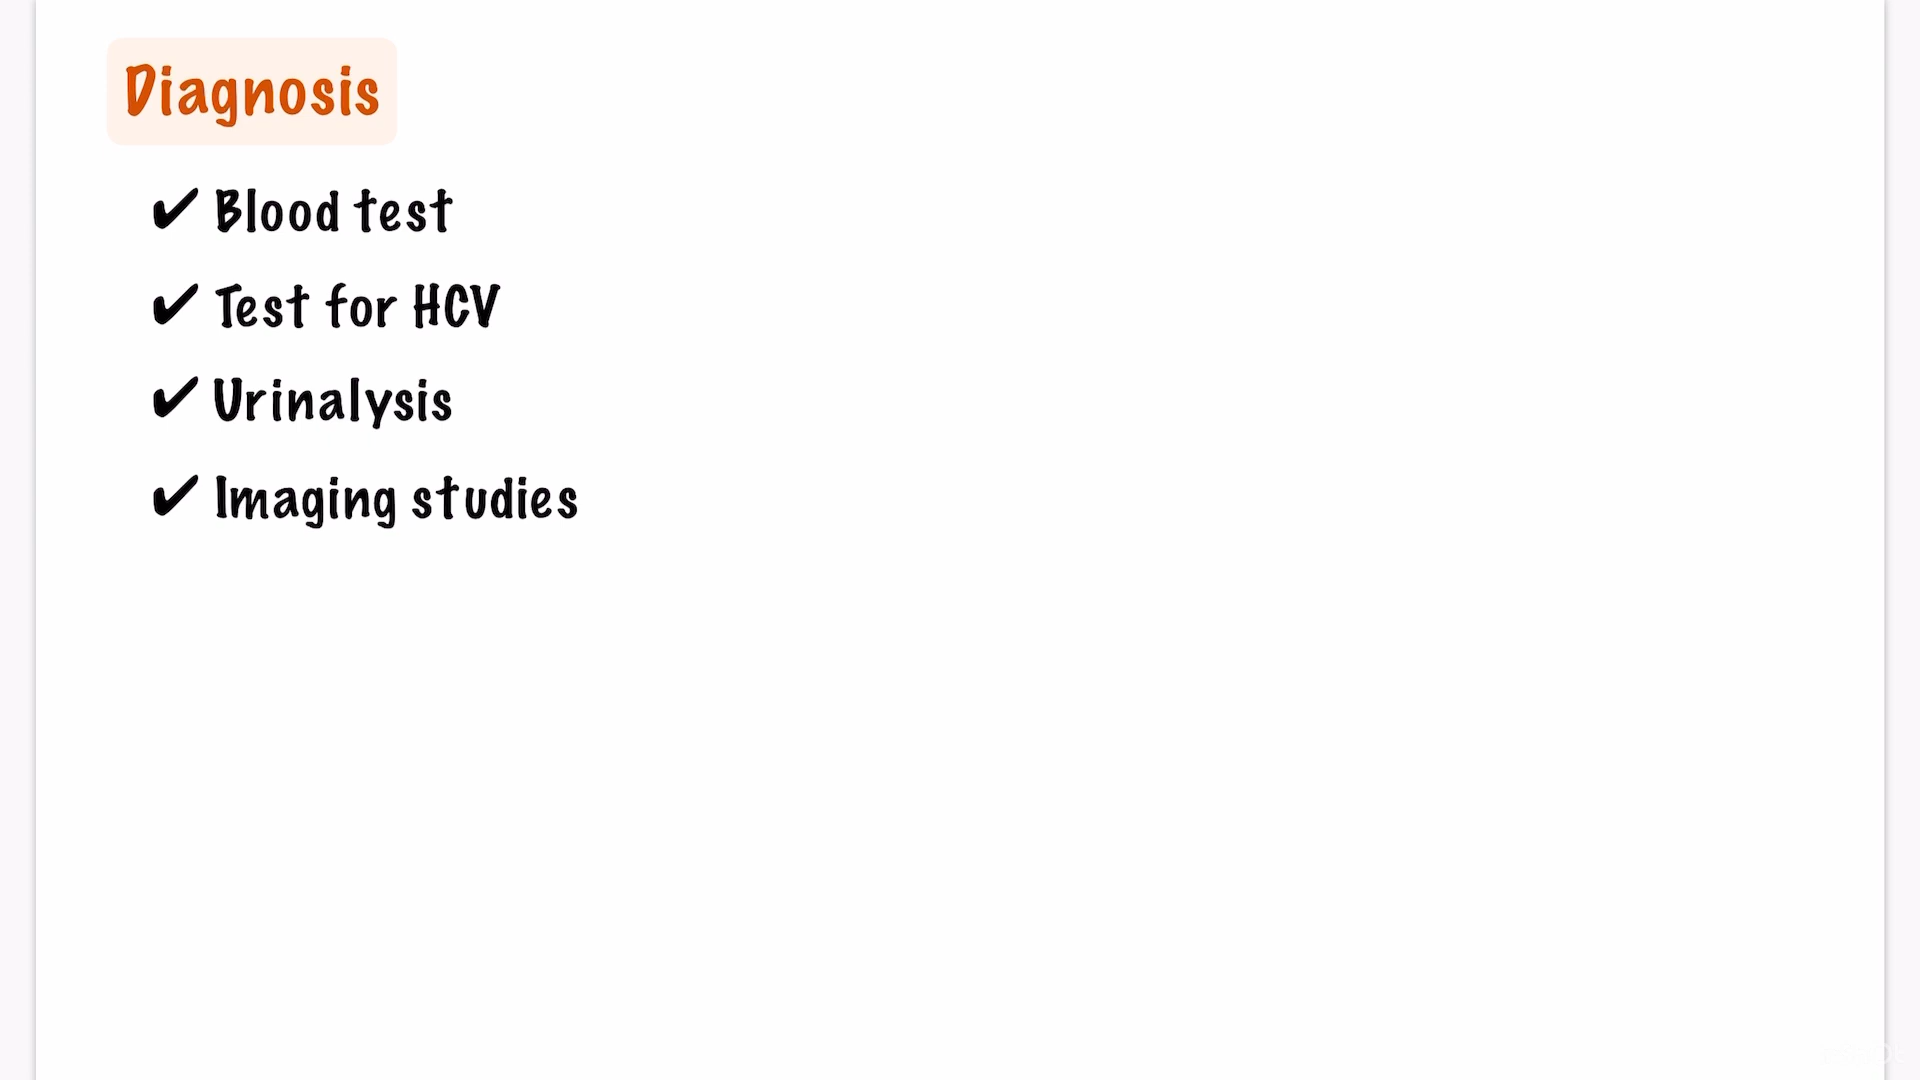 Diagnosis
✔ Blood test
✔ Test for HCV
✔ Urinalysis
✔ Imaging studies